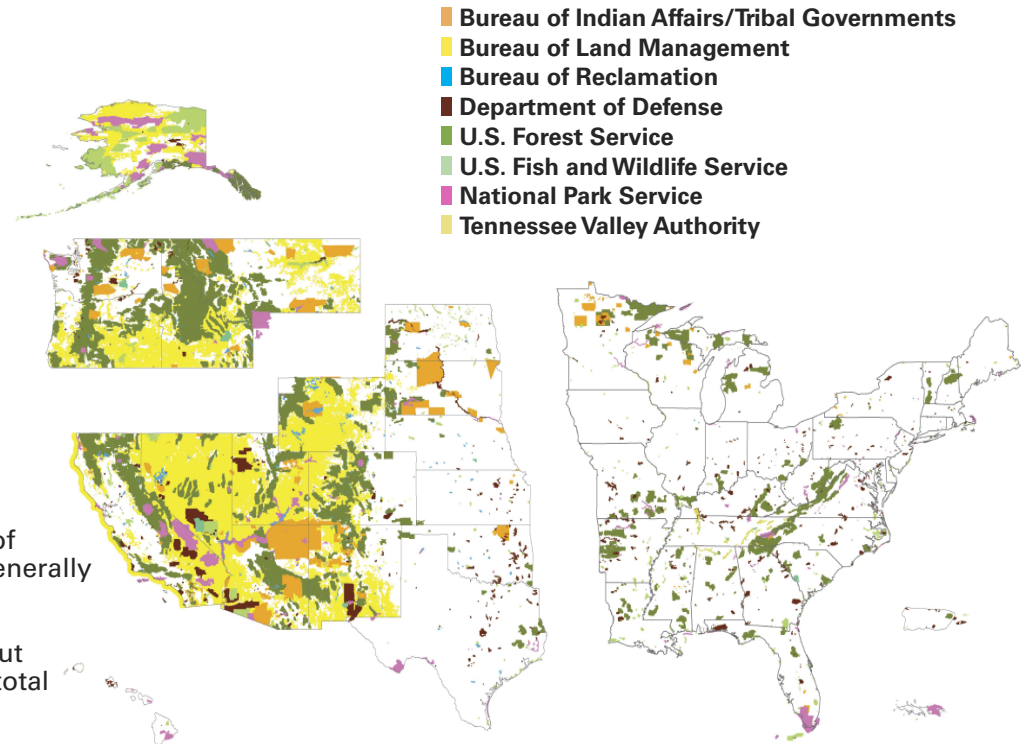 Bureau of Indian Affairs/Tribal Governments
Bureau of Land Management
Bureau of Reclamation
Department of Defense
U.S. Forest Service
U.S. Fish and Wildlife Service
National Park Service
Tennessee Valley Authority
of
enerally
ut
total